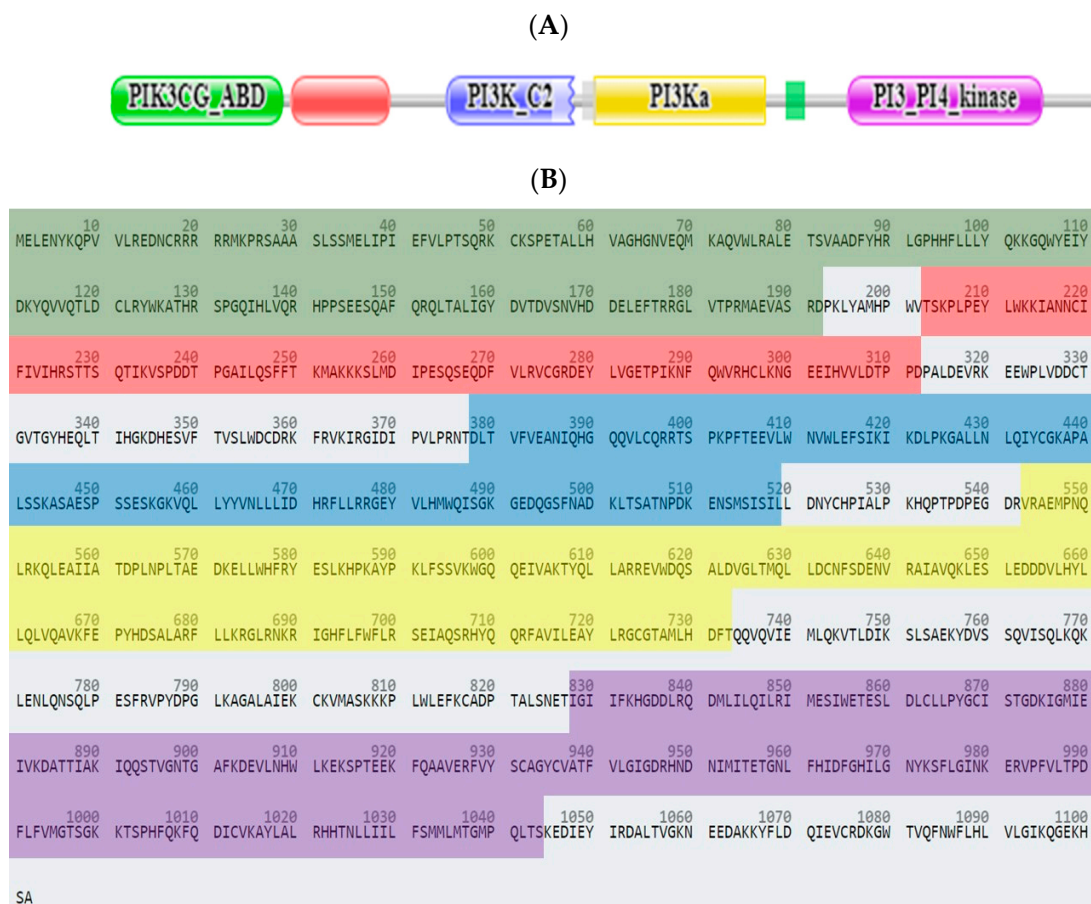 (A)
PIK3CG_ABD PI3K_C2 PI3Ka PI3_PI4_kinase
(B)
10 20 30 40 50 60 70 80 90 100 110
MELENYKQPV VLREDNCRRR RRMKPRSAAA SLSSMELIPI EFVLPTSQRK CKSPETALLH VAGHGNVEQM KAQVWLRALE TSVAADFYHR LGPHHFLLLY QKKGQWYEIY
120 130 140 150 160 170 180 190 200 210 220
DKYQVVQTLD CLRYWKATHR SPGQIHLVQR HPPSEESQAF QRQLTALIGY DVTDVSNVHD DELEFTRRGL VTPRMAEVAS RDPKLYAMHP WVTSKPLPEY LWKKIANNCI
230 240 250 260 270 280 290 300 310 320 330
FIVIHRSTTS QTIKVSPDDT PGAILQSFFT KMAKKKSLMD IPESQSEQDF VLRVCGRDEY LVGETPIKNF QWVRHCLKNG EEIHVVLDTP PDPALDEVRK EEWPLVDDCT
340 350 360 370 380 390 400 410 420 430 440
GVTGYHEQLT IHGKDHESVF TVSLWDCDRK FRVKIRGIDI PVLPRNTDLT VFVEANIQHG QQVLCQRRTS PKPFTEEVLW NVWLEFSIKI KDLPKGALLN LQIYCGKAPA
450 460 470 480 490 500 510 520 530 540 550
LSSKASAESP SSESKGKVQL LYYVNLLLID HRFLLRRGEY VLHMWQISGK GEDQGSFNAD KLTSATNPDK ENSMSISILL DNYCHPIALP KHQPTPDPEG DRVRAEMPNQ
560 570 580 590 600 610 620 630 640 650 660
LRKQLEAIIA TDPLNPLTAE DKELLWHFRY ESLKHPKAYP KLFSSVKWGQ QEIVAKTYQL LARREVWDQS ALDVGLTMQL LDCNFSDENV RAIAVQKLES LEDDDVLHYL
670 680 690 700 710 720 730 740 750 760 770
LQLVQAVKFE PYHDSALARF LLKRGLRNKR IGHFLFWFLR SEIAQSRHYQ QRFAVILEAY LRGCGTAMLH DFTQQVQVIE MLQKVTLDIK SLSAEKYDVS SQVISQLKQK
780 790 800 810 820 830 840 850 860 870 880
LENLQNSQLP ESFRVPYDPG LKAGALAIEK CKVMASKKKP LWLEFKCADP TALSNETIGI IFKHGDDLRQ DMLILQILRI MESIWETESL DLCLLPYGCI STGDKIGMIE
890 900 910 920 930 940 950 960 970 980 990
IVKDATTIAK IQQSTVGNTG AFKDEVLNHW LKEKSPTEEK FQAAVERFVY SCAGYCVATF VLGIGDRHND NIMITETGNL FHIDFGHILG NYKSFLGINK ERVPFVLTPD
1000 1010 1020 1030 1040 1050 1060 1070 1080 1090 1100
FLFVMGTSGK KTSPHFQKFQ DICVKAYLAL RHHTNLLIIL FSMMLMTGMP QLTSKEDIEY IRDALTVGKN EEDAKKYFLD QIEVCRDKGW TVQFNWFLHL VLGIKQGEKH
SA